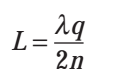 L = λq / 2n